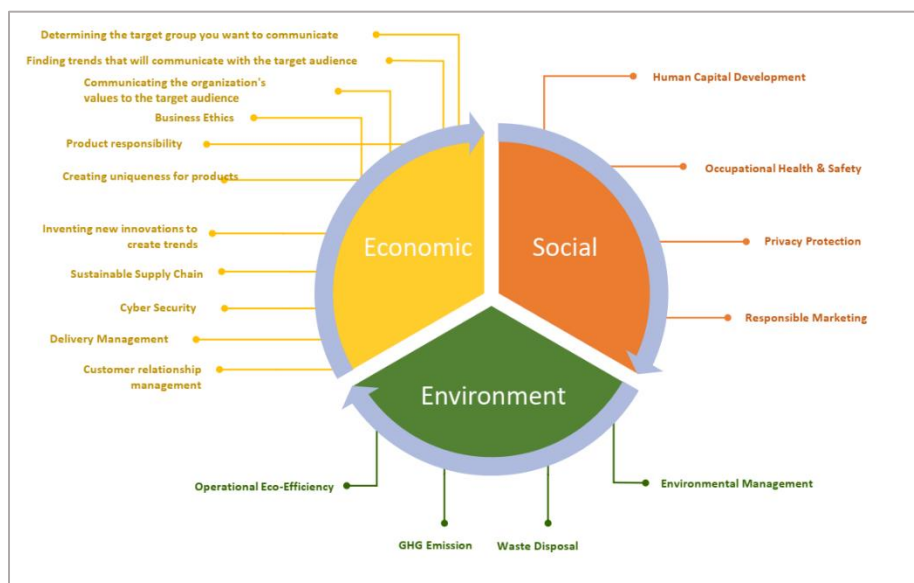 Determining the target group you want to communicate
Finding trends that will communicate with the target audience
Communicating the organization's
values to the target audience
Business Ethics
Product responsibility
Creating uniqueness for products
Inventing new innovations to
create trends
Sustainable Supply Chain
Cyber Security
Delivery Management
Customer relationship
management
Economic
Social
Environment
Human Capital Development
Occupational Health & Safety
Privacy Protection
Responsible Marketing
Operational Eco-Efficiency
GHG Emission
Waste Disposal
Environmental Management